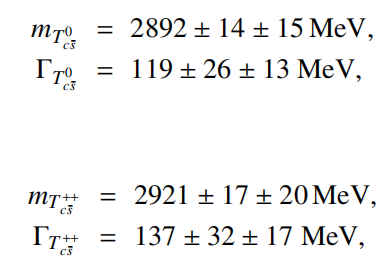 m_{T^0_{c\bar{s}}} = 2892 ± 14 ± 15 MeV,
Γ_{T^0_{c\bar{s}}} = 119 ± 26 ± 13 MeV,
m_{T^{++}_{c\bar{s}}} = 2921 ± 17 ± 20 MeV,
Γ_{T^{++}_{c\bar{s}}} = 137 ± 32 ± 17 MeV,